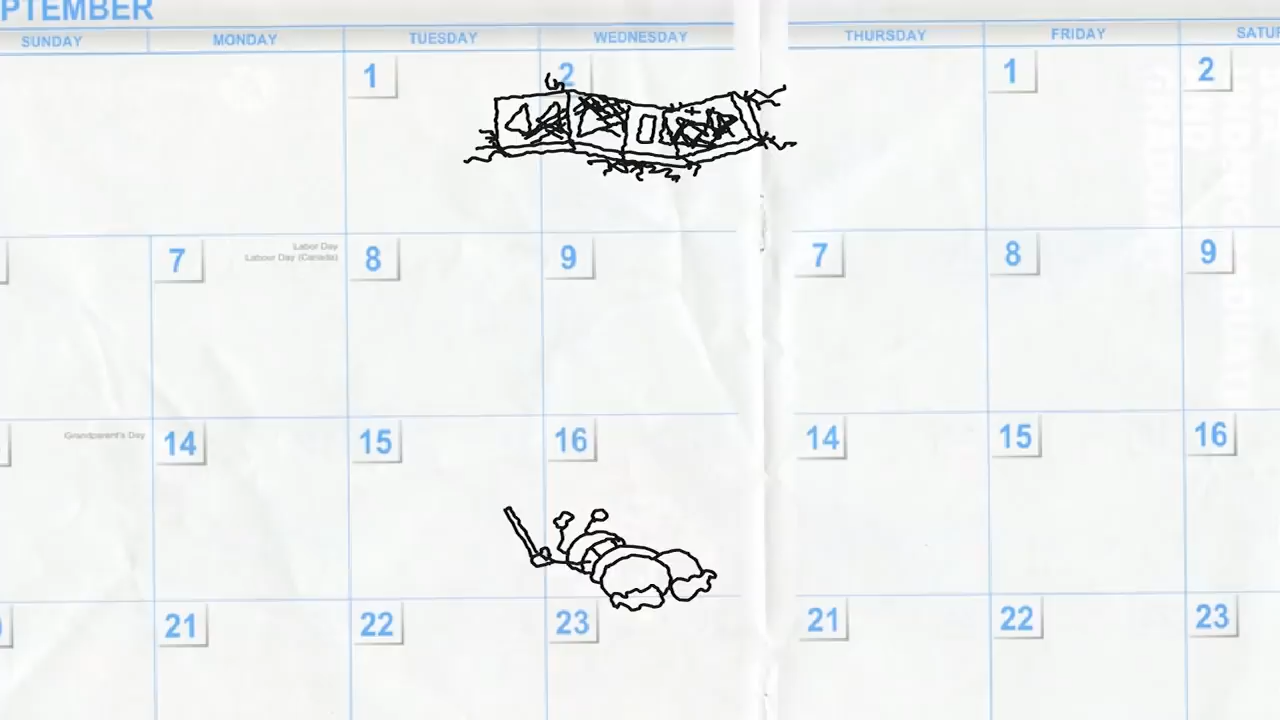 PTEMBER
SUNDAY MONDAY TUESDAY WEDNESDAY THURSDAY FRIDAY SATUR
1 2 1 2
7 Labor Day 8 9 7 8 9
Labour Day (Canada)
Grandparent's Day 14 15 16 14 15 16
21 22 23 21 22 23